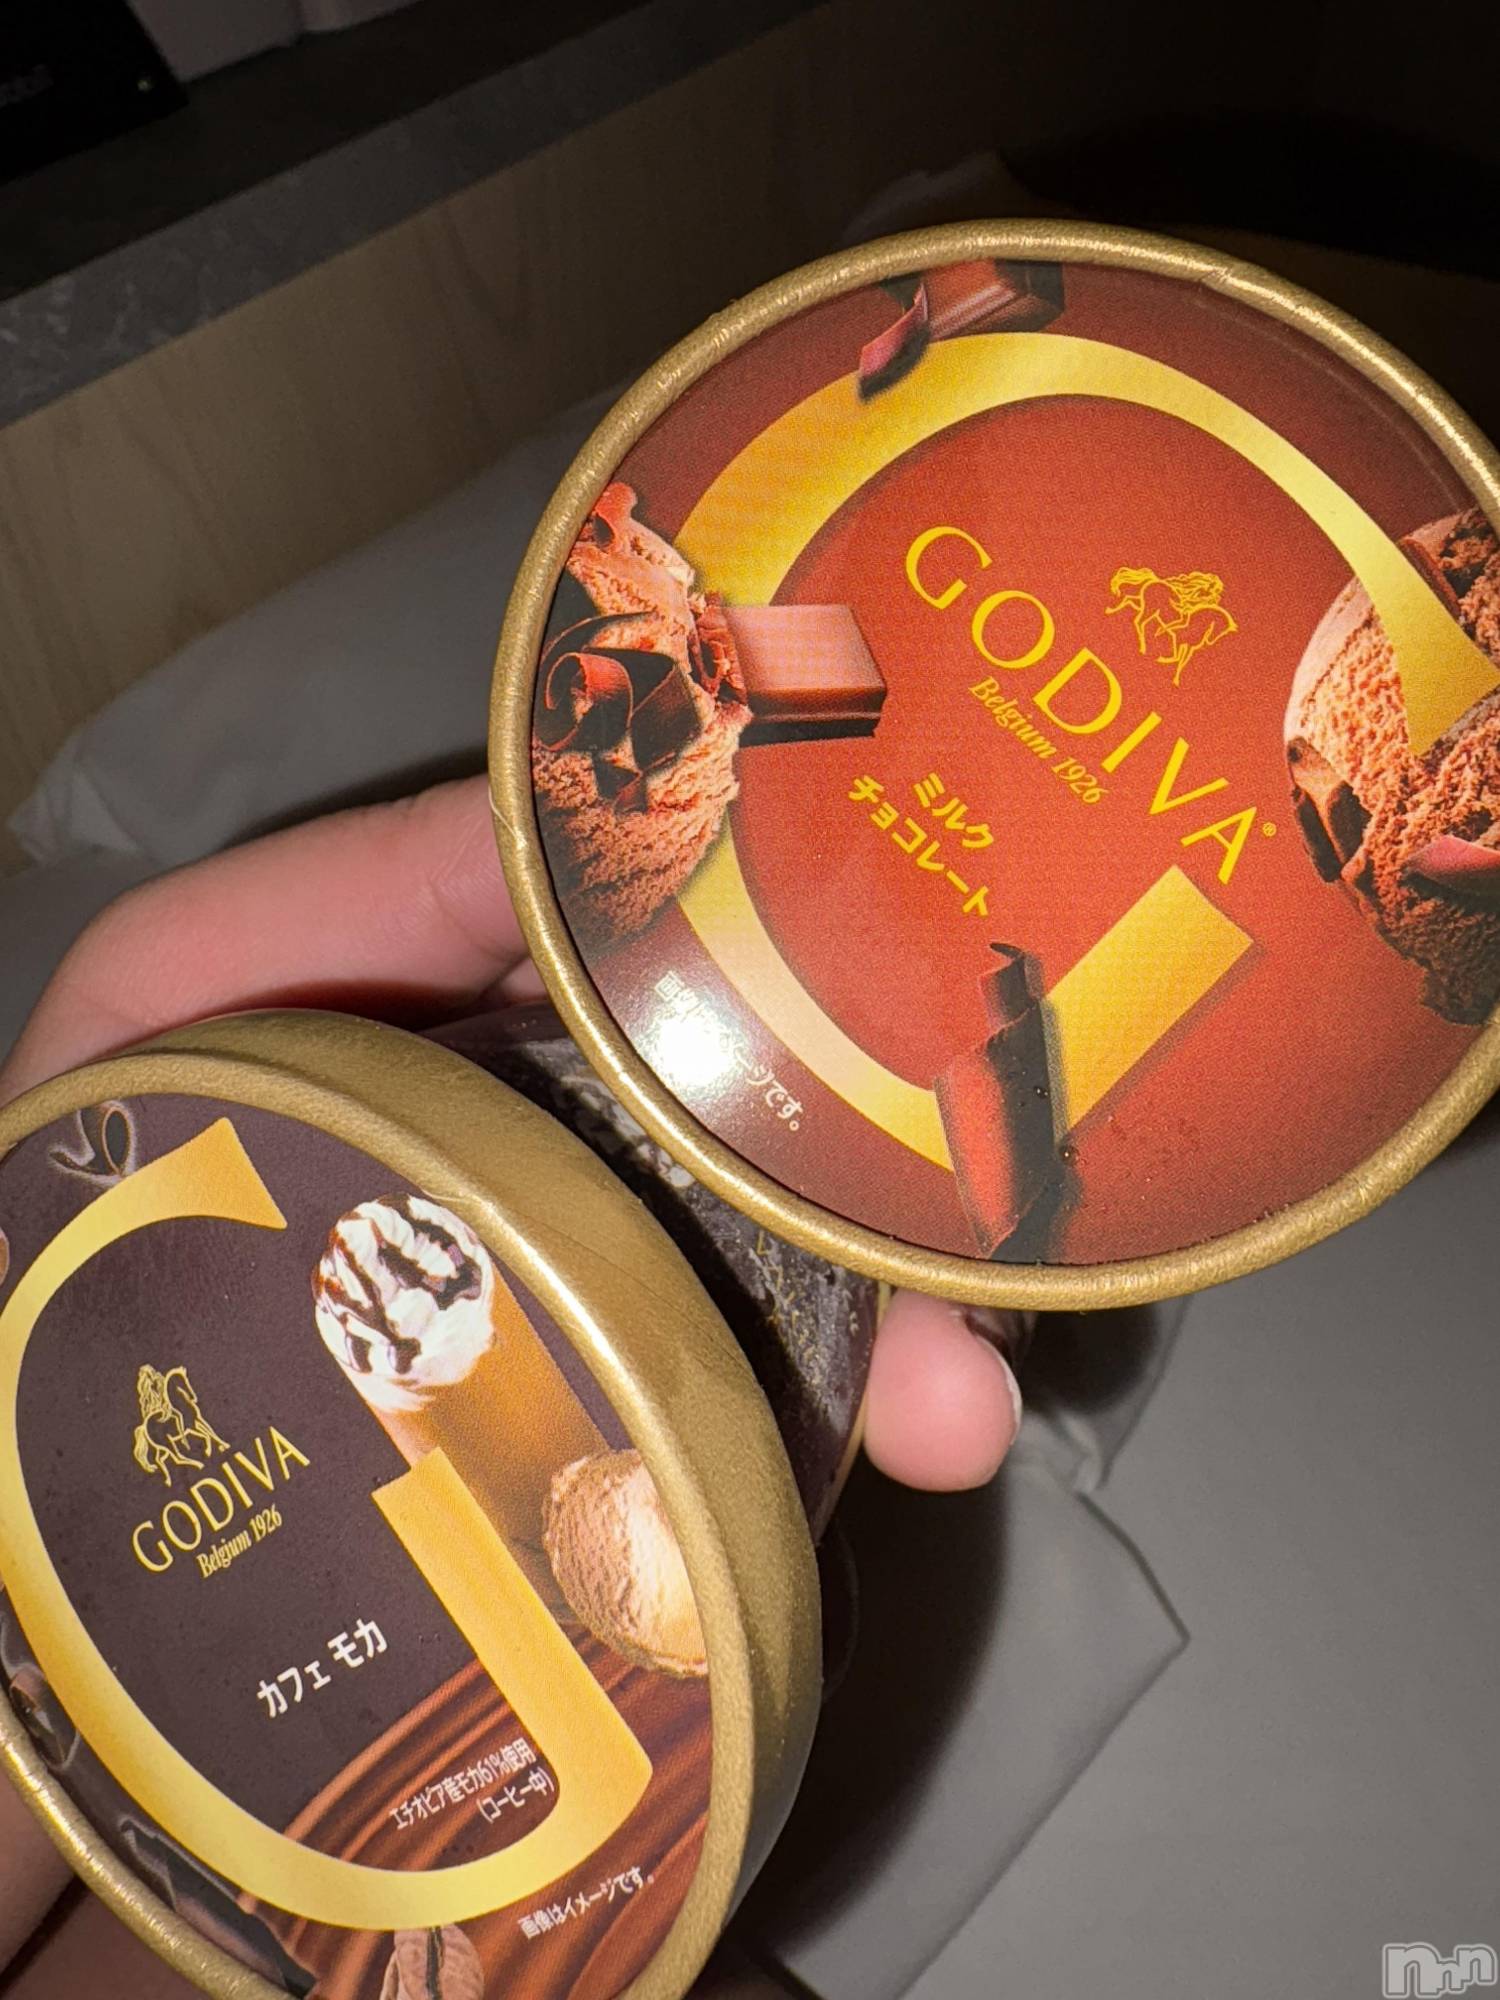 GODIVA®
Belgium 1926
ミルク
チョコレート
です。
GODIVA
Belgium 1926
カフェ モカ
エチオピア産モカ61%使用
(コーヒー中)
画像はイメージです。